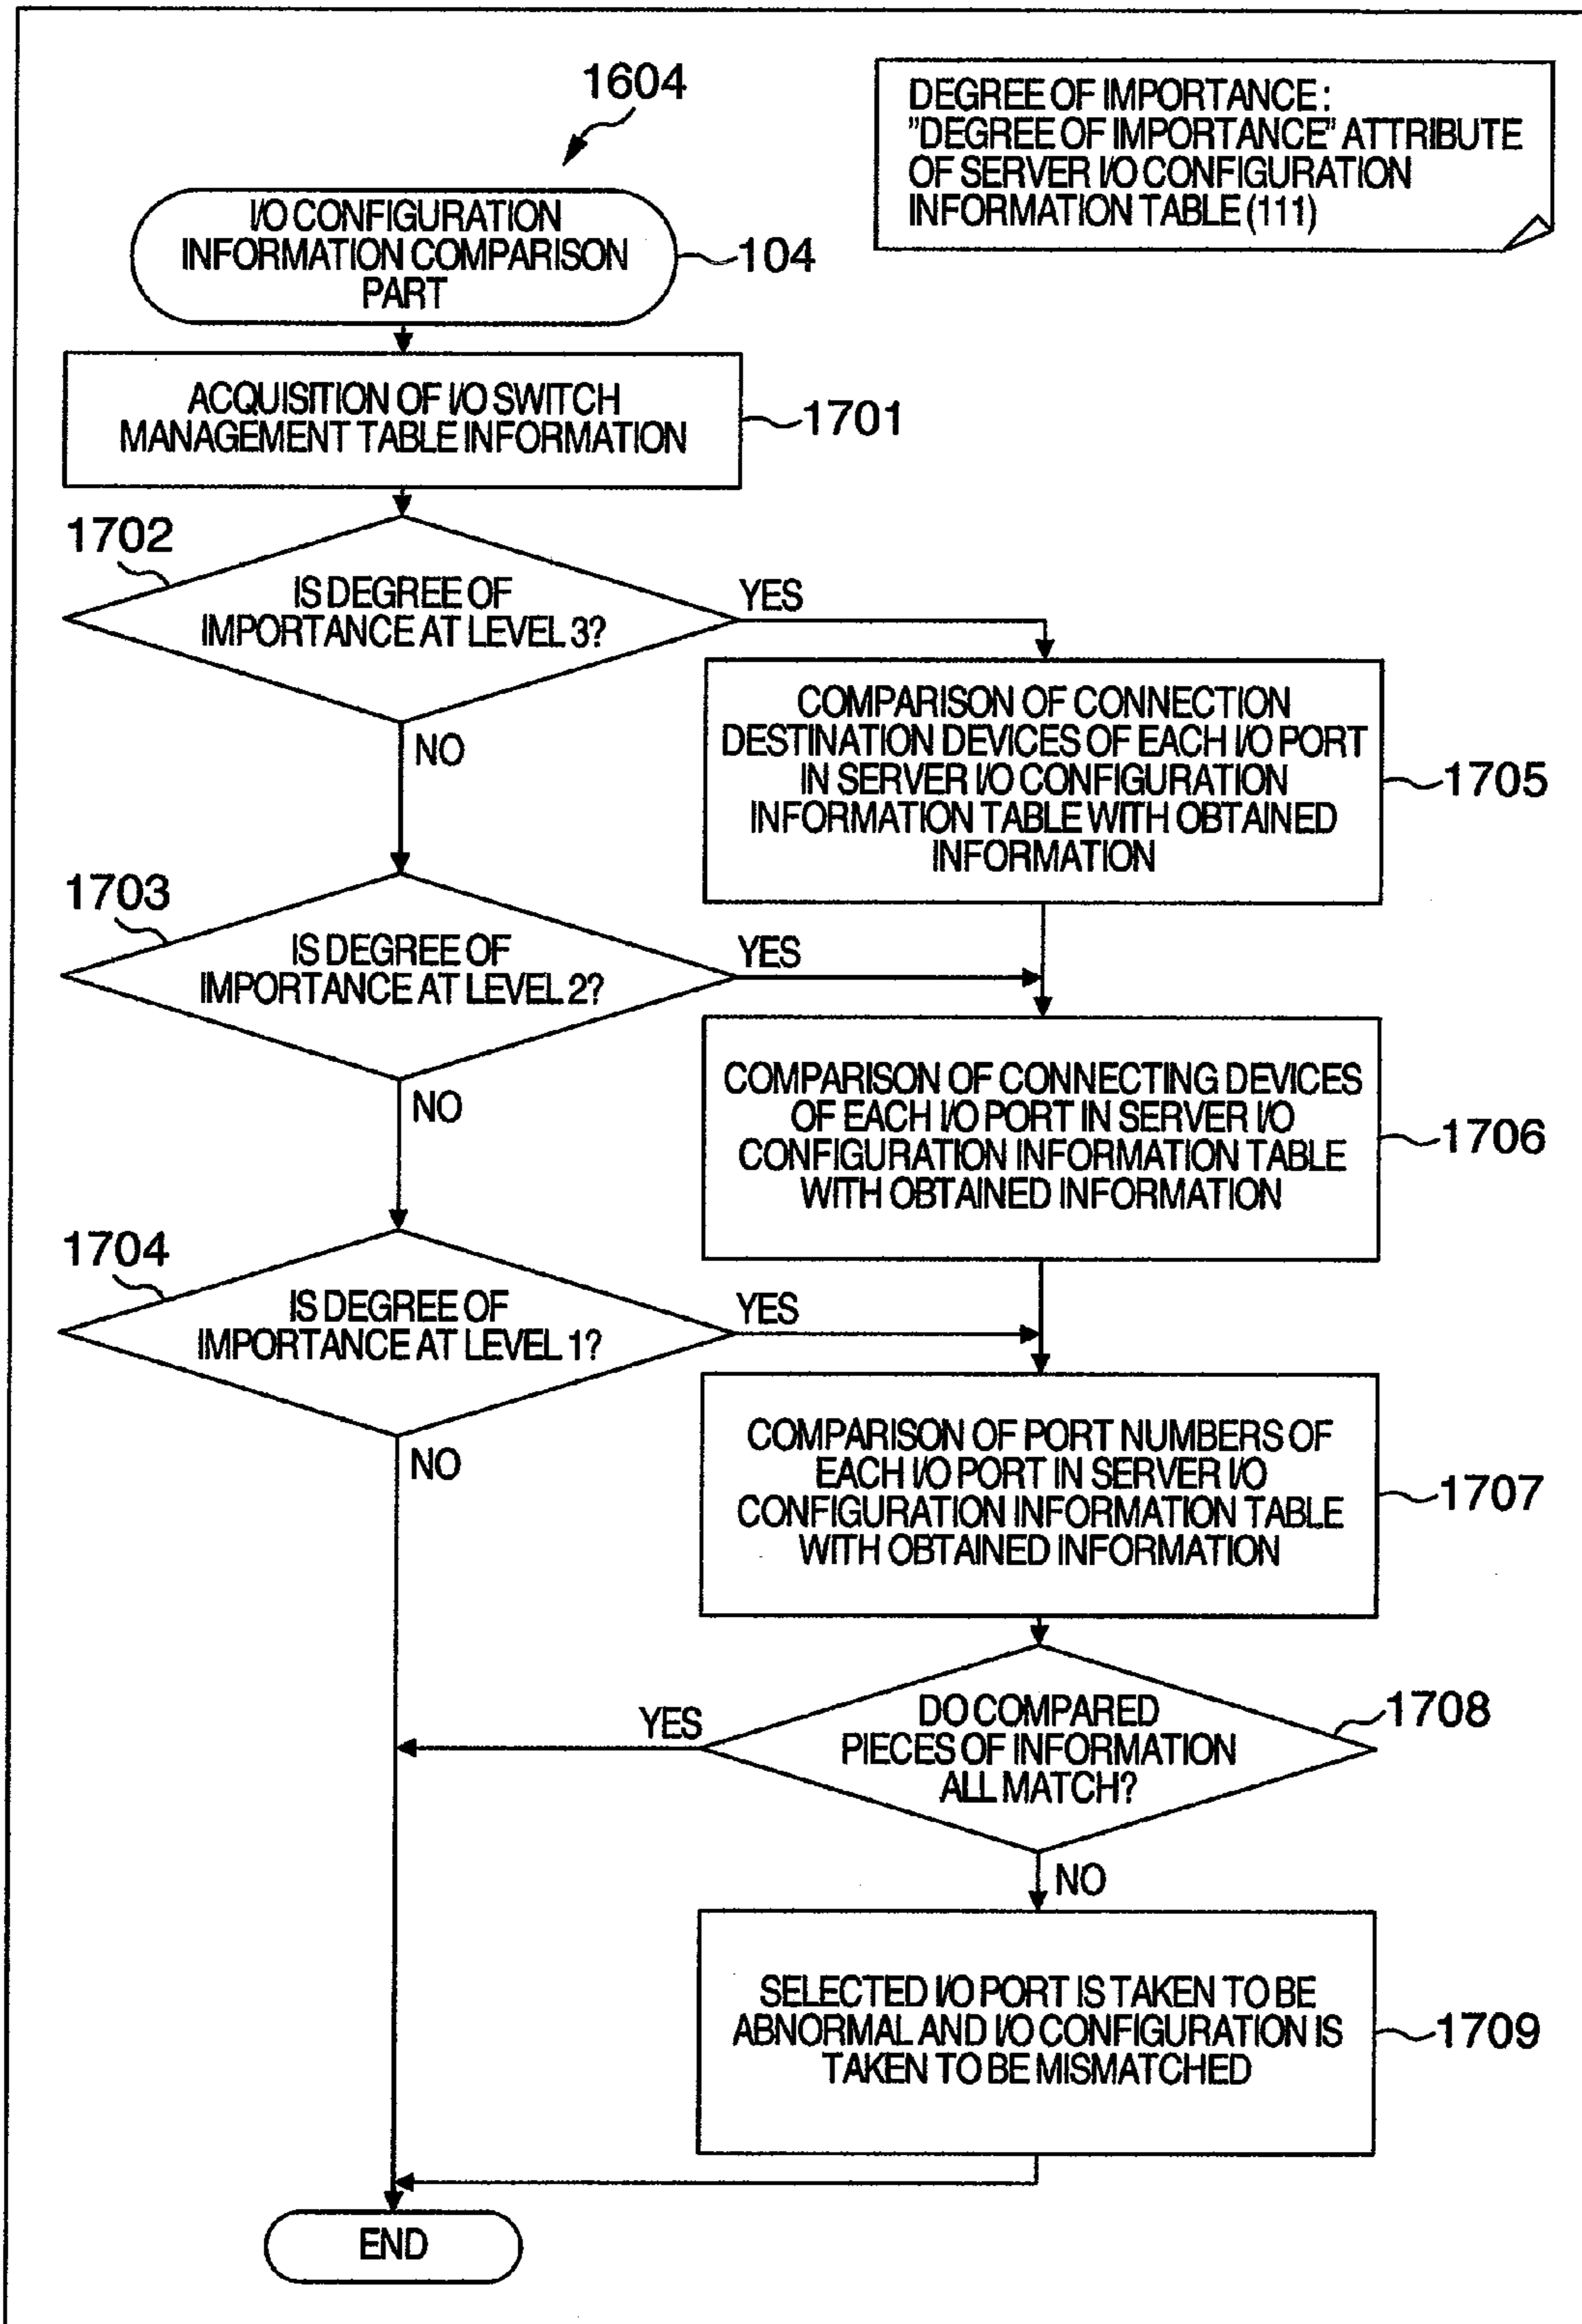 1604
DEGREE OF IMPORTANCE:
"DEGREE OF IMPORTANCE" ATTRIBUTE
OF SERVER I/O CONFIGURATION
INFORMATION TABLE (111)
I/O CONFIGURATION
INFORMATION COMPARISON
PART
104
ACQUISITION OF I/O SWITCH
MANAGEMENT TABLE INFORMATION
1701
1702
IS DEGREE OF
IMPORTANCE AT LEVEL 3?
YES
NO
COMPARISON OF CONNECTION
DESTINATION DEVICES OF EACH I/O PORT
IN SERVER I/O CONFIGURATION
INFORMATION TABLE WITH OBTAINED
INFORMATION
1705
1703
IS DEGREE OF
IMPORTANCE AT LEVEL 2?
YES
NO
COMPARISON OF CONNECTING DEVICES
OF EACH I/O PORT IN SERVER I/O
CONFIGURATION INFORMATION TABLE
WITH OBTAINED INFORMATION
1706
1704
IS DEGREE OF
IMPORTANCE AT LEVEL 1?
YES
NO
COMPARISON OF PORT NUMBERS OF
EACH I/O PORT IN SERVER I/O
CONFIGURATION INFORMATION TABLE
WITH OBTAINED INFORMATION
1707
DO COMPARED
PIECES OF INFORMATION
ALL MATCH?
1708
YES
NO
SELECTED I/O PORT IS TAKEN TO BE
ABNORMAL AND I/O CONFIGURATION IS
TAKEN TO BE MISMATCHED
1709
END